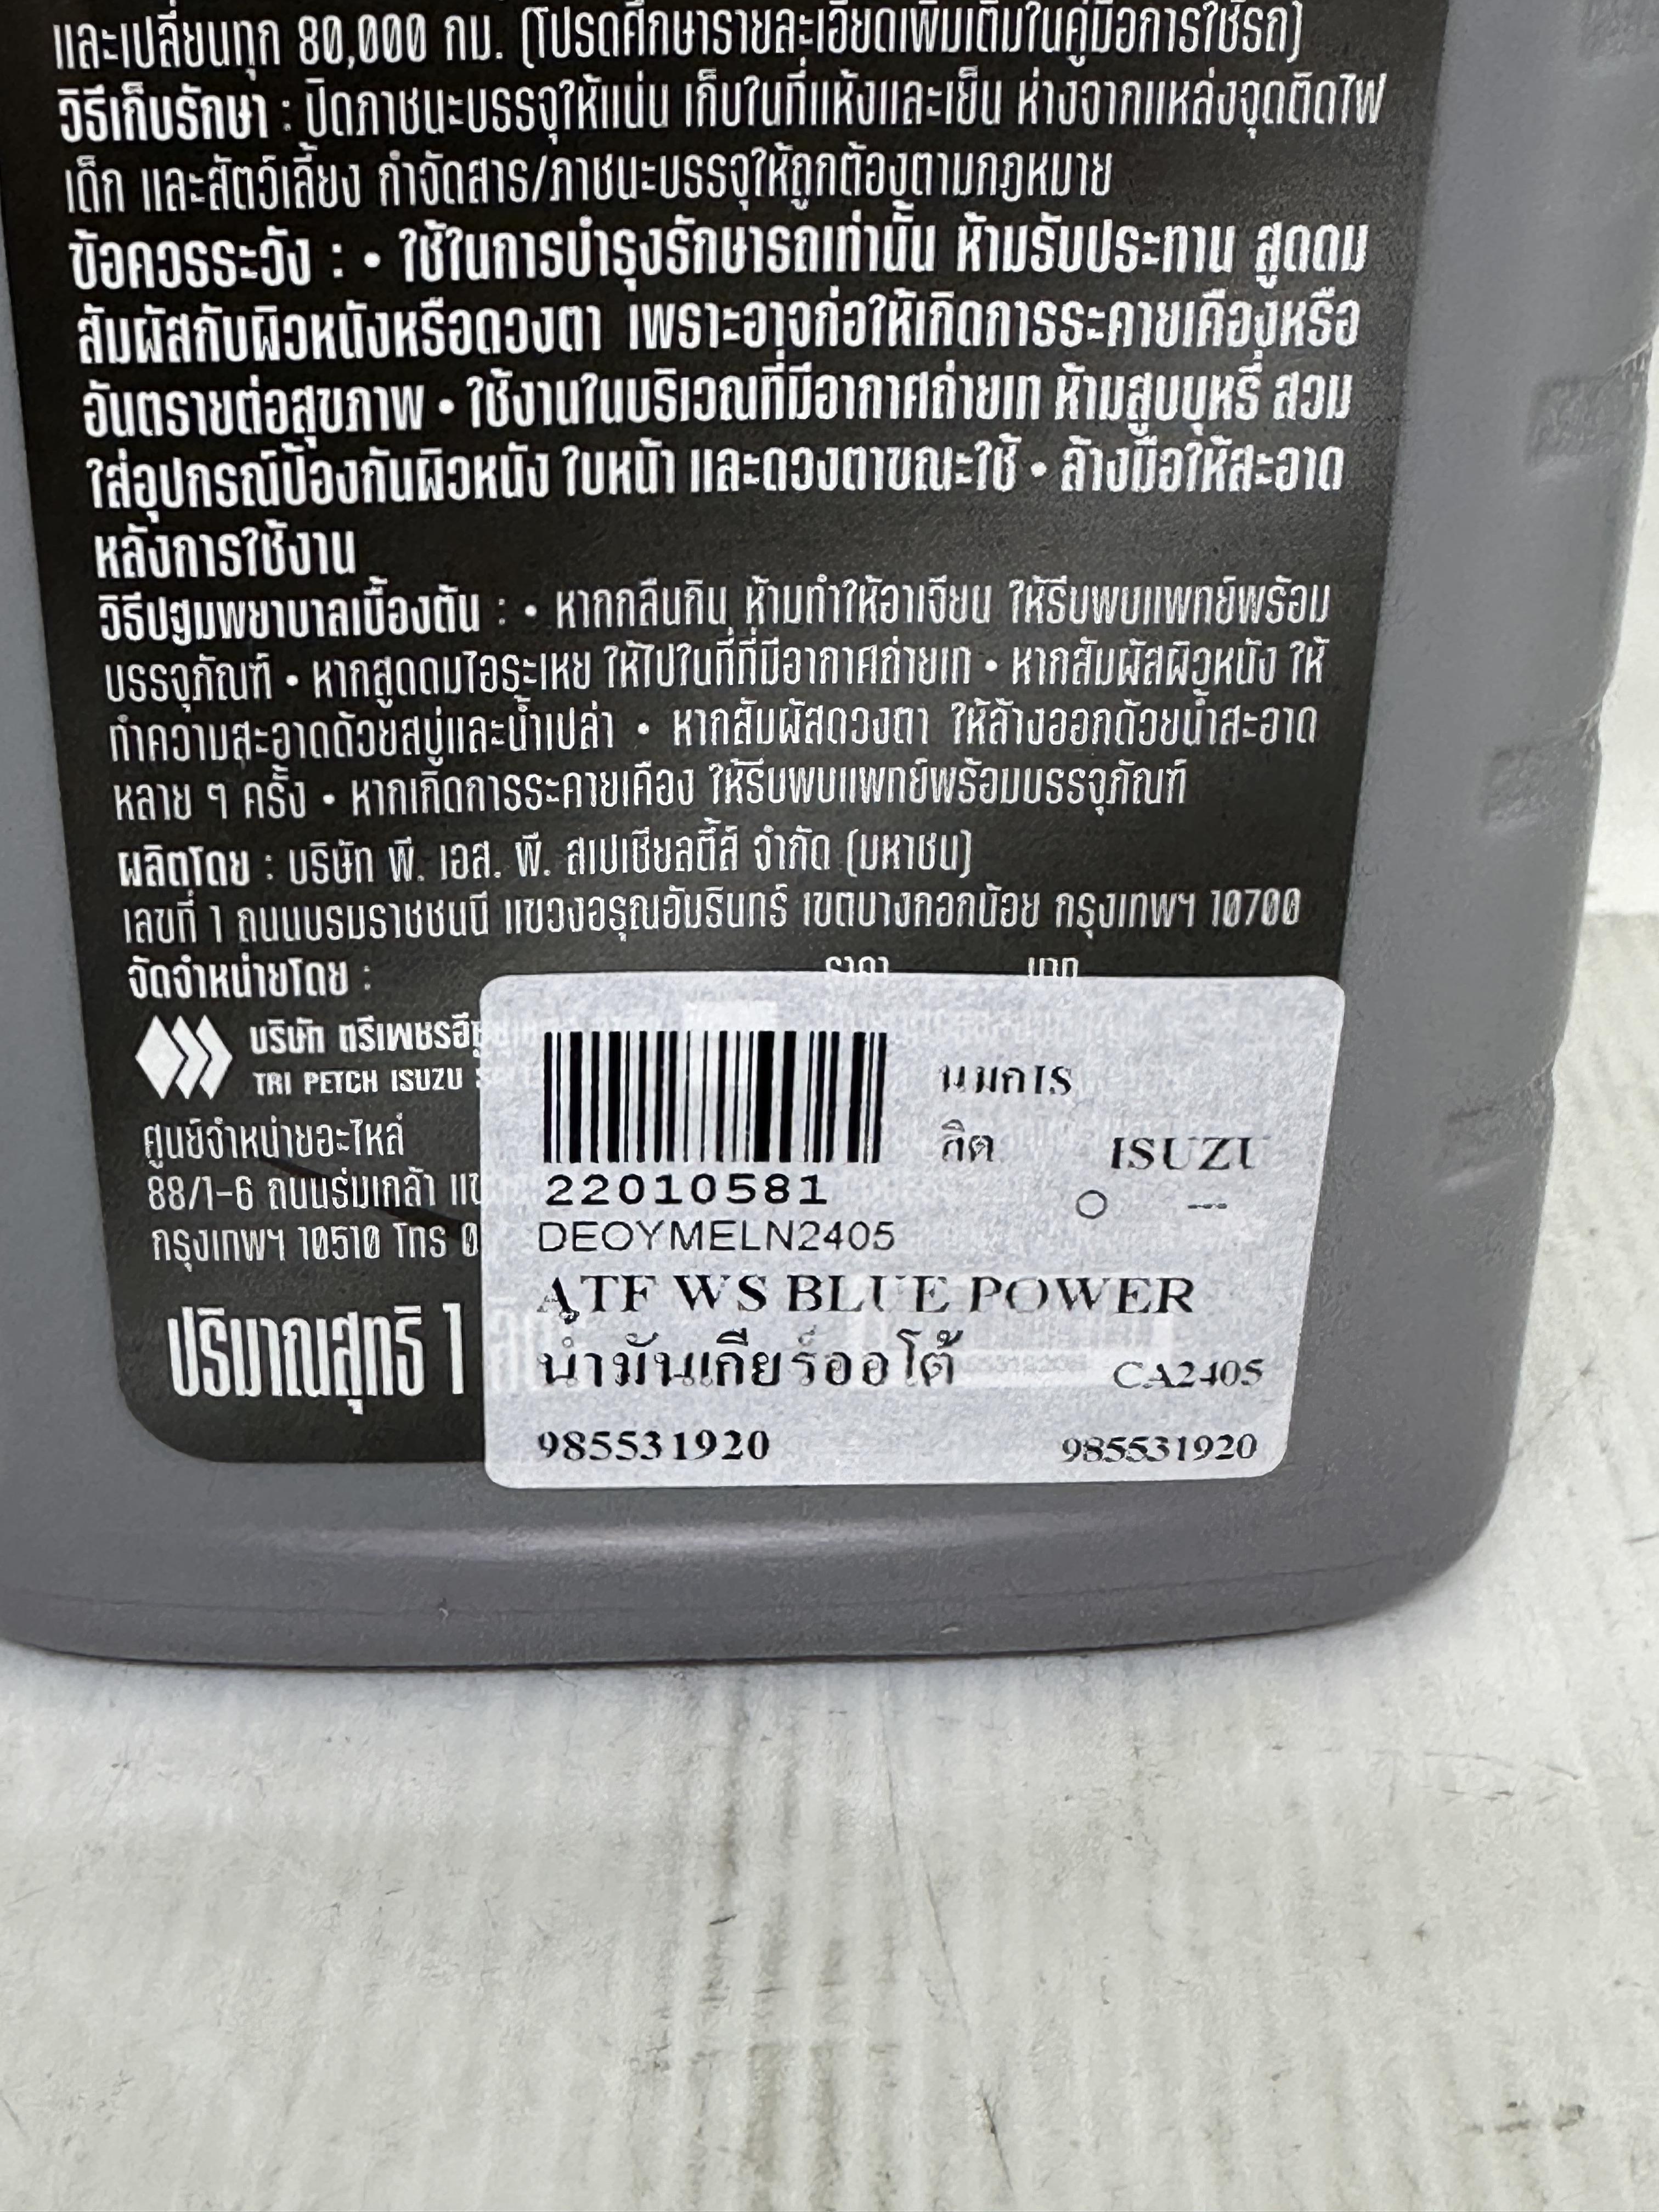 และเปลี่ยนทุก 80,000 กม. (โปรดศึกษารายละเอียดเพิ่มเติมในคู่มือการใช้รถ)
วิธีเก็บรักษา : ปิดภาชนะบรรจุให้แน่น เก็บในที่แห้งและเย็น ห่างจากแหล่งจุดติดไฟ
เด็ก และสัตว์เลี้ยง กำจัดสาร/ภาชนะบรรจุให้ถูกต้องตามกฎหมาย
ข้อควรระวัง : • ใช้ในการบำรุงรักษารถเท่านั้น ห้ามรับประทาน สูดดม
สัมผัสกับผิวหนังหรือดวงตา เพราะอาจก่อให้เกิดการระคายเคืองหรือ
อันตรายต่อสุขภาพ • ใช้งานในบริเวณที่มีอากาศถ่ายเท ห้ามสูบบุหรี่ สวม
ใส่อุปกรณ์ป้องกันผิวหนัง ใบหน้า และดวงตาขณะใช้ • ล้างมือให้สะอาด
หลังการใช้งาน
วิธีปฐมพยาบาลเบื้องต้น : • หากกลืนกิน ห้ามทำให้อาเจียน ให้รีบพบแพทย์พร้อม
บรรจุภัณฑ์ • หากสูดดมไอระเหย ให้ไปในที่ที่มีอากาศถ่ายเท • หากสัมผัสผิวหนัง ให้
ทำความสะอาดด้วยสบู่และน้ำเปล่า • หากสัมผัสดวงตา ให้ล้างออกด้วยน้ำสะอาด
หลาย ๆ ครั้ง • หากเกิดการระคายเคือง ให้รีบพบแพทย์พร้อมบรรจุภัณฑ์
ผลิตโดย : บริษัท พี. เอส. พี. สเปเชียลตี้ส์ จำกัด (มหาชน)
เลขที่ 1 ถนนบรมราชชนนี แขวงอรุณอัมรินทร์ เขตบางกอกน้อย กรุงเทพฯ 10700
จัดจำหน่ายโดย : ราคา บาท
บริษัท ตรีเพชรอีซูซุ
TRI PETCH ISUZU
ศูนย์จำหน่ายอะไหล่
88/1-6 ถนนร่มเกล้า
กรุงเทพฯ 10510 โทร 0
ปริมาณสุทธิ 1 ลิตร
นมกIS
ลิต ISUZU
22010581
DEOYMELN2405
ATF WS BLUE POWER
น้ำมันเกียร์ออโต้ CA2405
985531920 985531920